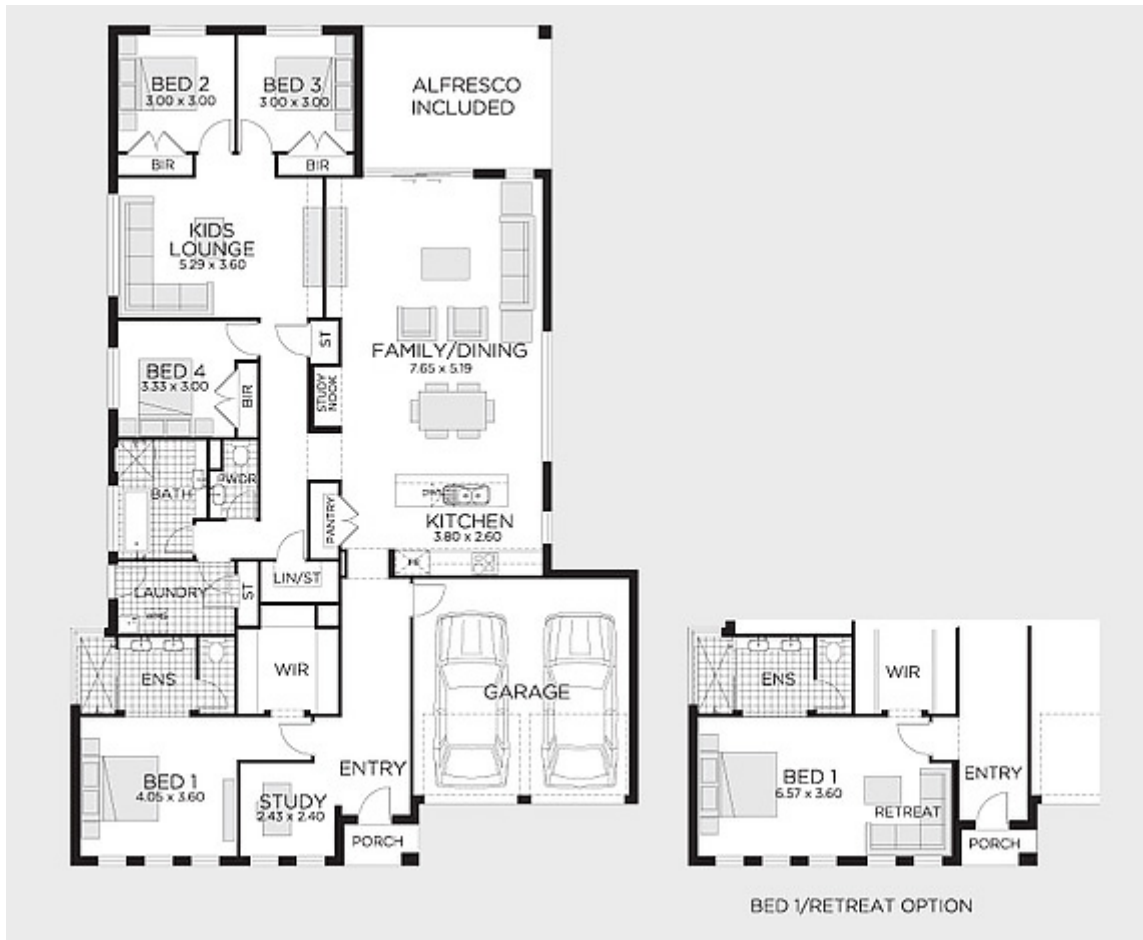 BED 2
3.00 x 3.00
BED 3
3.00 x 3.00
ALFRESCO
INCLUDED
BIR
BIR
KIDS
LOUNGE
5.29 x 3.60
ST
FAMILY/DINING
7.65 x 5.19
BED 4
3.33 x 3.00
BIR
STUDY
NOOK
PWDR
BATH
PANTRY
KITCHEN
3.80 x 2.60
LIN/ST
LAUNDRY
ST
ENS
WIR
GARAGE
BED 1
4.05 x 3.60
ENTRY
STUDY
2.43 x 2.40
PORCH
ENS
WIR
BED 1
6.57 x 3.60
ENTRY
RETREAT
PORCH
BED 1/RETREAT OPTION